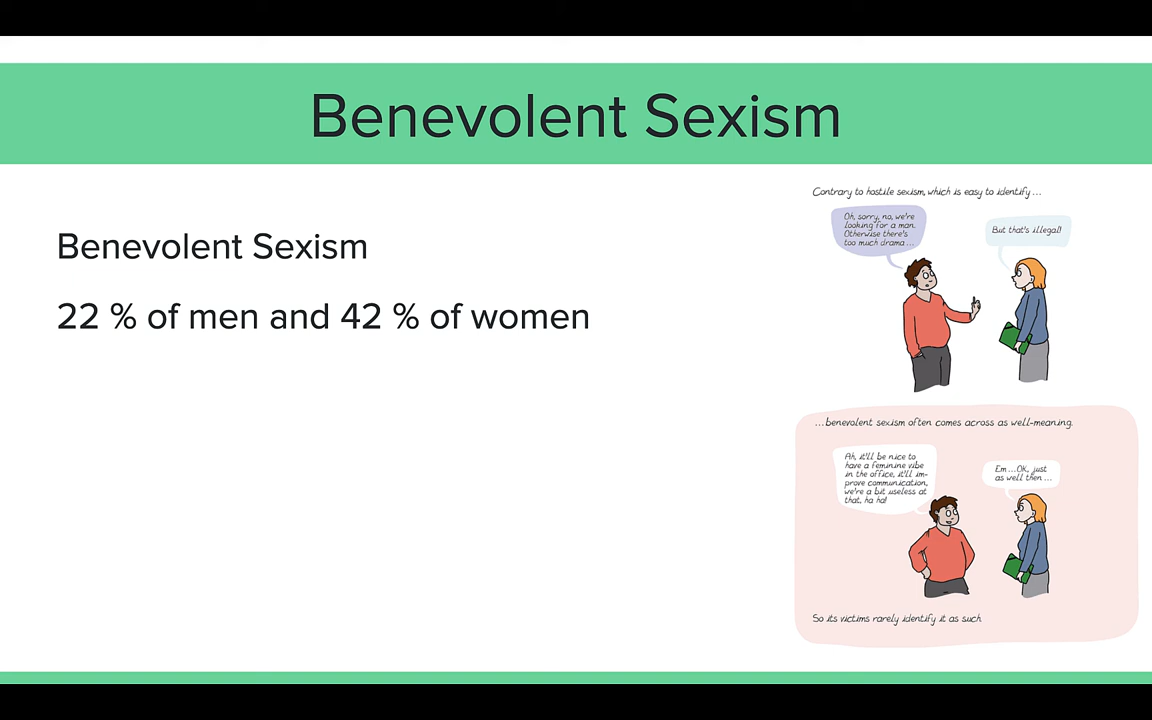 Benevolent Sexism
Benevolent Sexism
22 % of men and 42 % of women
Contrary to hostile sexism, which is easy to identify ...
Oh, sorry, no, we're
looking for a man.
Otherwise there's
too much drama ...
But that's illegal!
...benevolent sexism often comes across as well-meaning.
Ah, it'll be nice to
have a feminine vibe
in the office, it'll im-
prove communication,
we're a bit useless at
that, ha ha!
Em ...OK, just
as well then ...
So its victims rarely identify it as such.